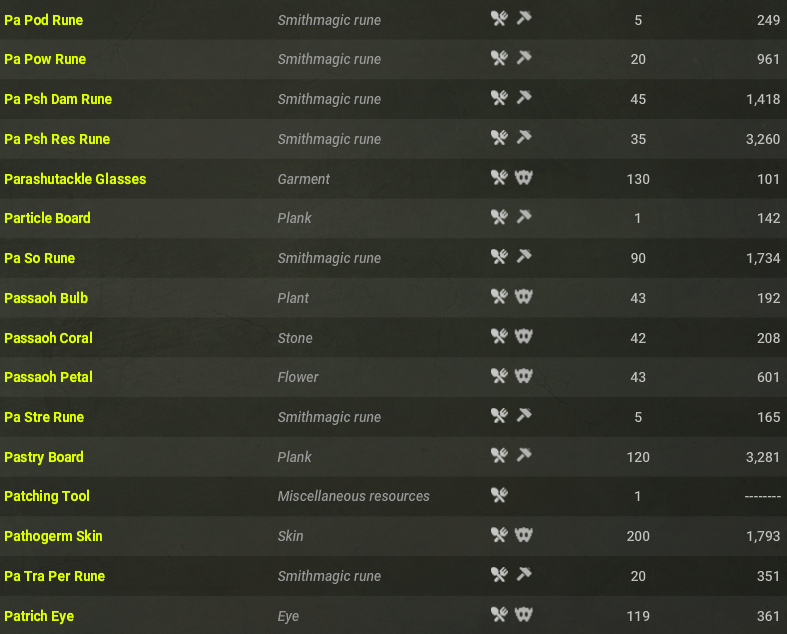 Pa Pod Rune Smithmagic rune 5 249
Pa Pow Rune Smithmagic rune 20 961
Pa Psh Dam Rune Smithmagic rune 45 1,418
Pa Psh Res Rune Smithmagic rune 35 3,260
Parashutackle Glasses Garment 130 101
Particle Board Plank 1 142
Pa So Rune Smithmagic rune 90 1,734
Passaoh Bulb Plant 43 192
Passaoh Coral Stone 42 208
Passaoh Petal Flower 43 601
Pa Stre Rune Smithmagic rune 5 165
Pastry Board Plank 120 3,281
Patching Tool Miscellaneous resources 1 --------
Pathogerm Skin Skin 200 1,793
Pa Tra Per Rune Smithmagic rune 20 351
Patrich Eye Eye 119 361